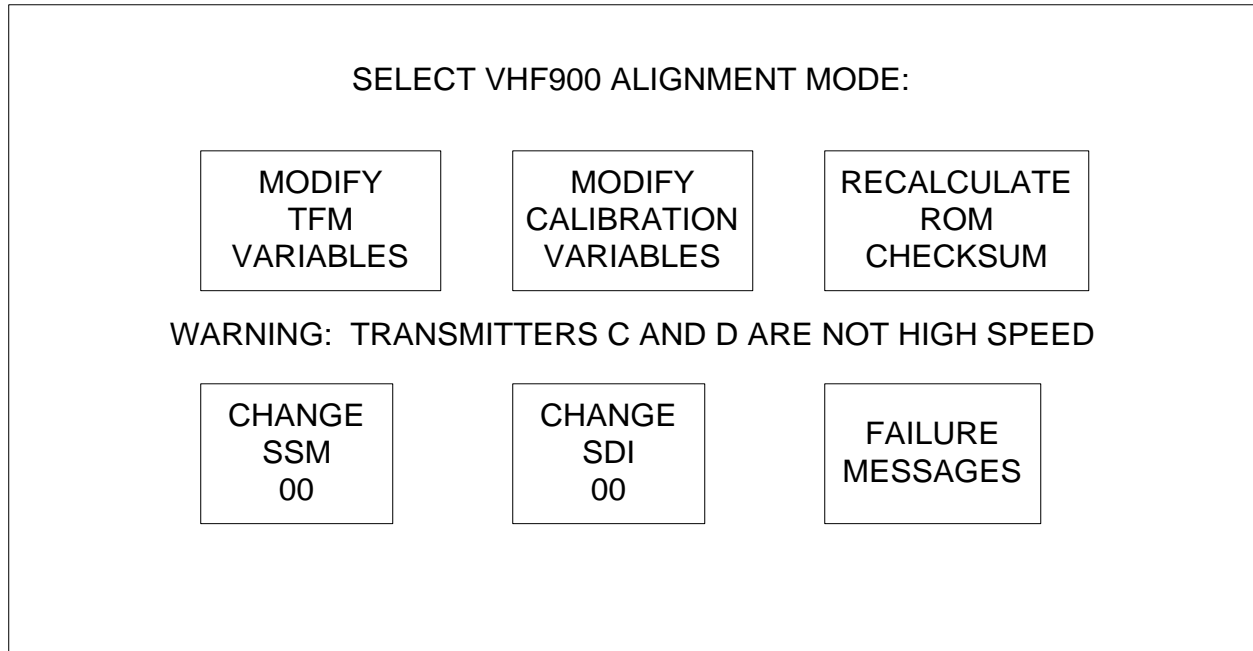 SELECT VHF900 ALIGNMENT MODE:
MODIFY
TFM
VARIABLES
MODIFY
CALIBRATION
VARIABLES
RECALCULATE
ROM
CHECKSUM
WARNING:  TRANSMITTERS C AND D ARE NOT HIGH SPEED
CHANGE
SSM
00
CHANGE
SDI
00
FAILURE
MESSAGES